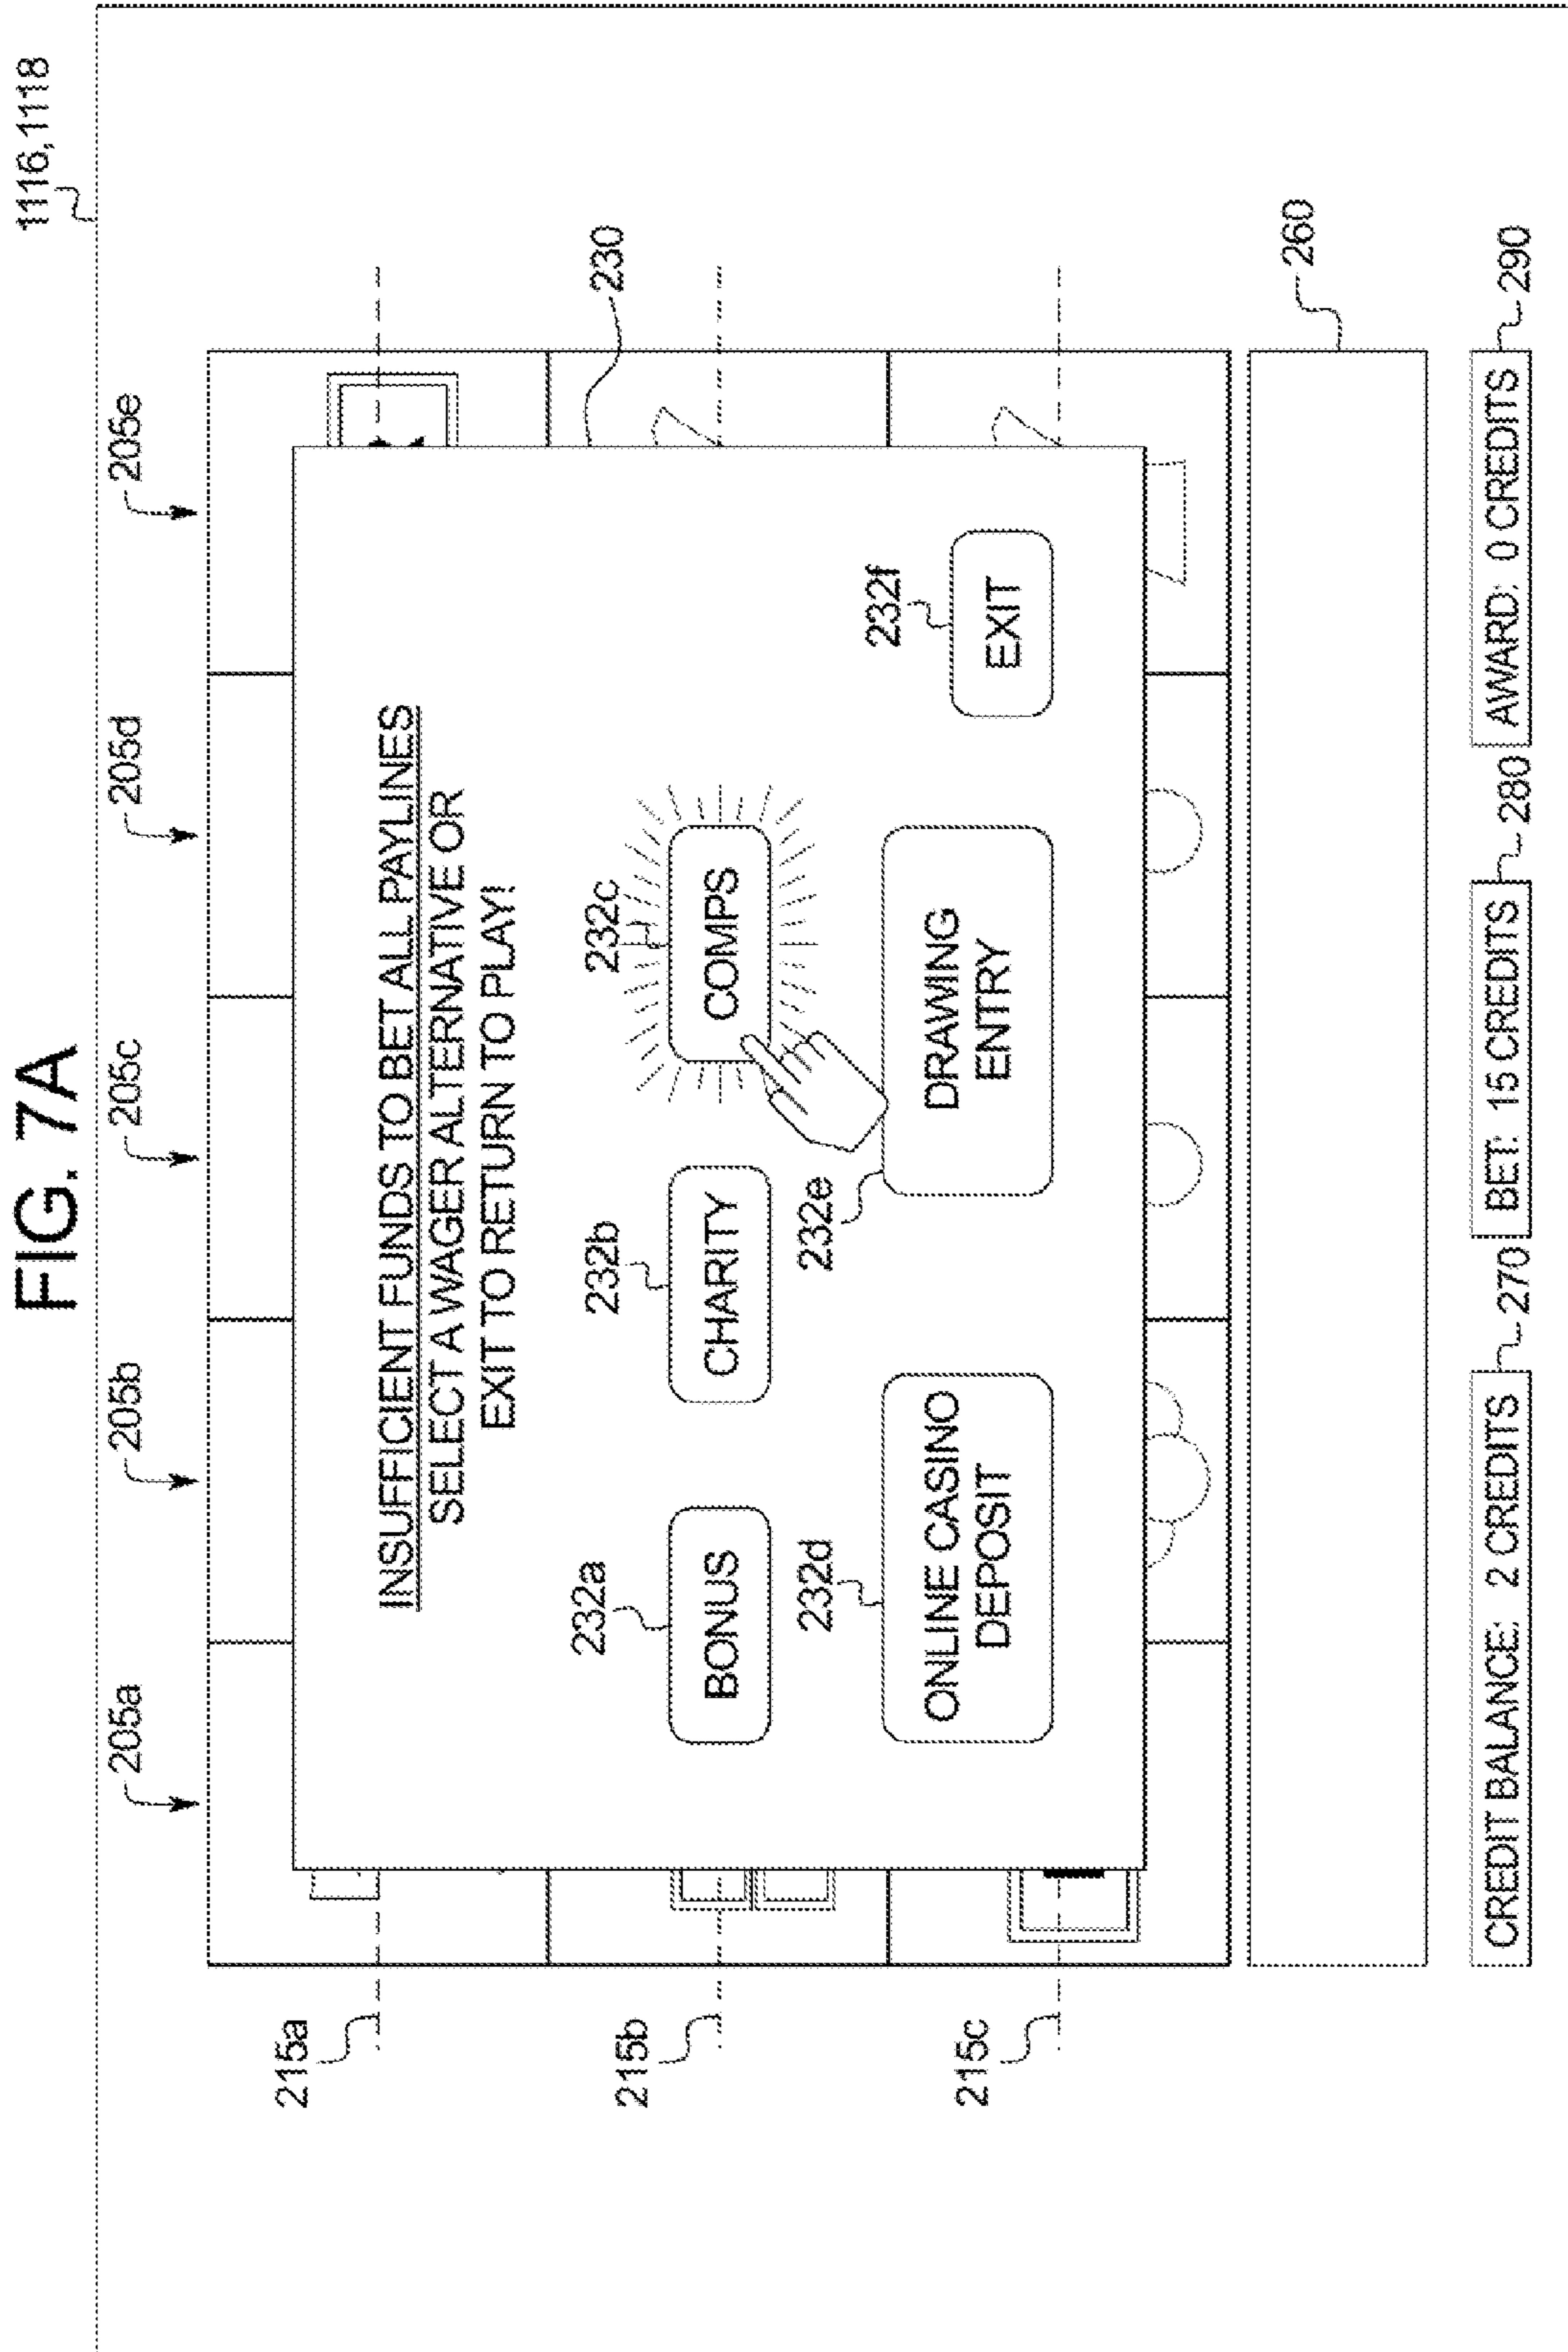 FIG. 7A
1116,1118
205a
205b
205c
205d
205e
215a
215b
215c
230
INSUFFICIENT FUNDS TO BET ALL PAYLINES
SELECT A WAGER ALTERNATIVE OR
EXIT TO RETURN TO PLAY!
232a
232b
232c
BONUS
CHARITY
COMPS
232d
232e
232f
ONLINE CASINO
DEPOSIT
DRAWING
ENTRY
EXIT
260
CREDIT BALANCE: 2 CREDITS
270
BET: 15 CREDITS
280
AWARD: 0 CREDITS
290